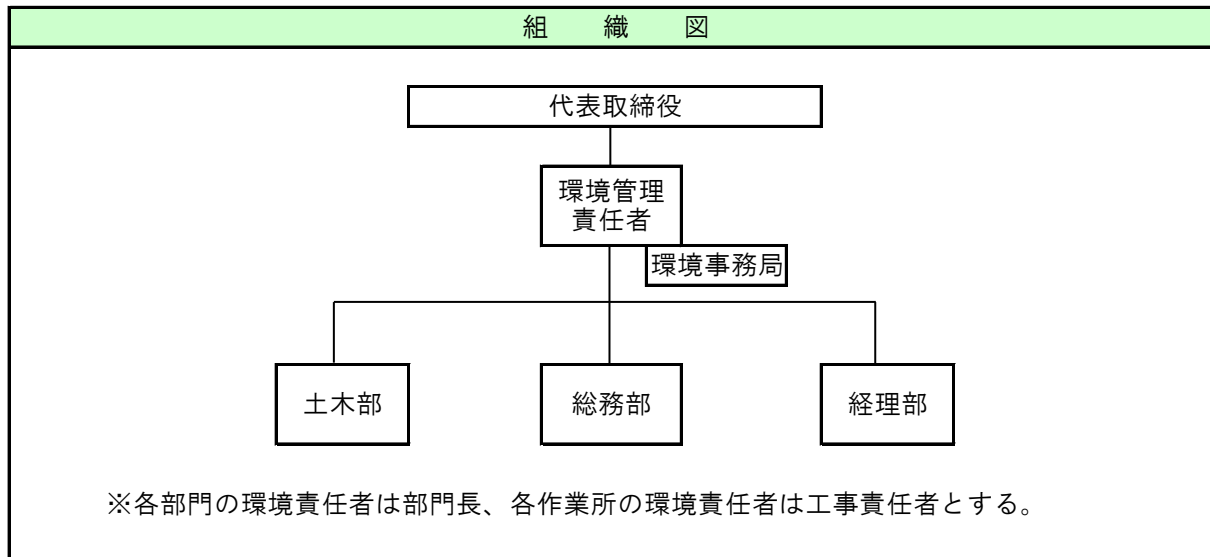 組 織 図
代表取締役
環境管理
責任者
環境事務局
土木部
総務部
経理部
※各部門の環境責任者は部門長、各作業所の環境責任者は工事責任者とする。